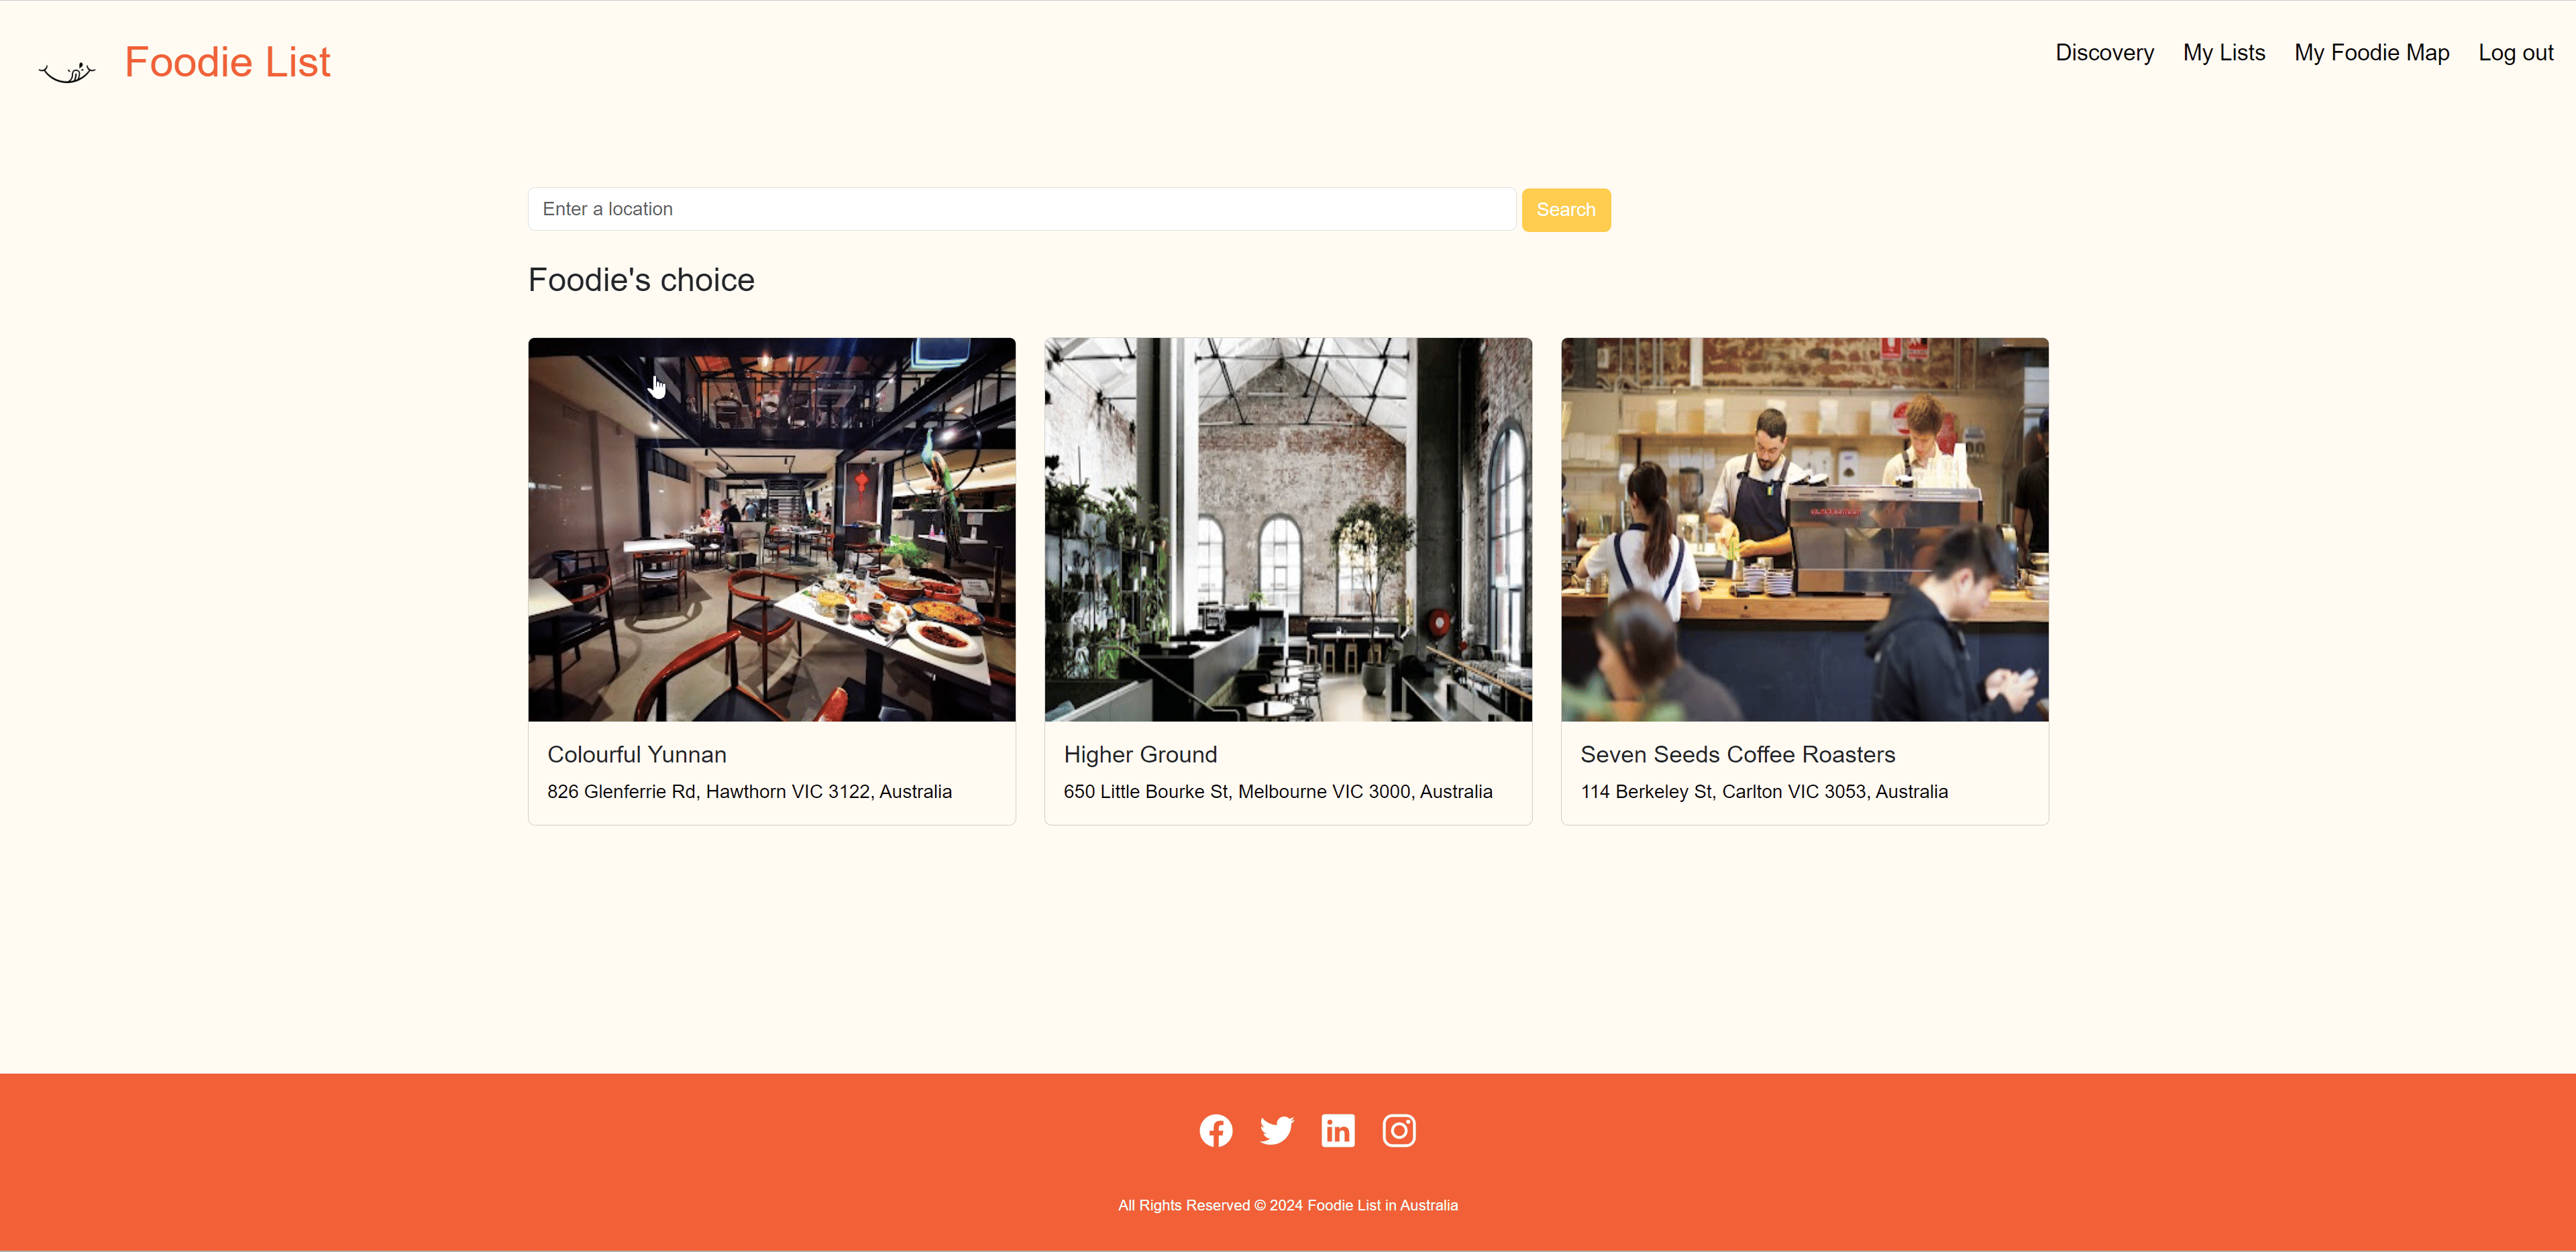 Foodie List
Discovery My Lists My Foodie Map Log out
Enter a location
Search
Foodie's choice
Colourful Yunnan
826 Glenferrie Rd, Hawthorn VIC 3122, Australia
Higher Ground
650 Little Bourke St, Melbourne VIC 3000, Australia
Seven Seeds Coffee Roasters
114 Berkeley St, Carlton VIC 3053, Australia
All Rights Reserved © 2024 Foodie List in Australia